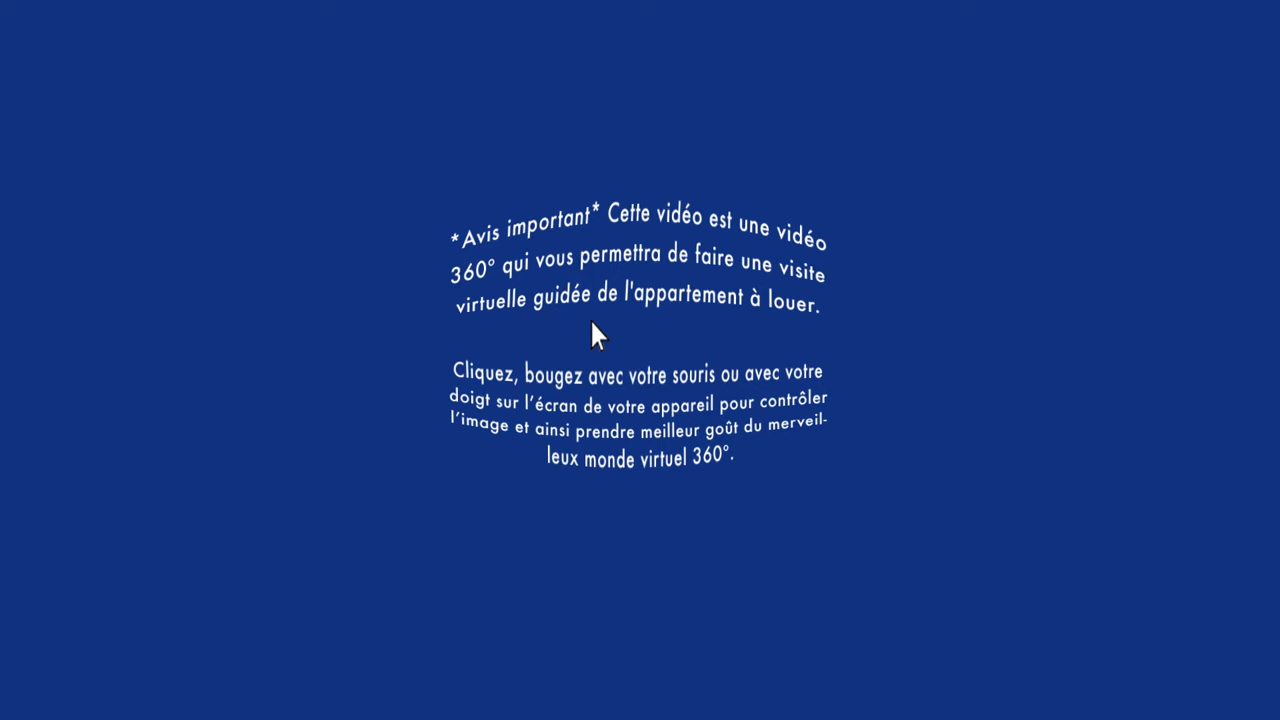 *Avis important* Cette vidéo est une vidéo
360° qui vous permettra de faire une visite
virtuelle guidée de l'appartement à louer.
Cliquez, bougez avec votre souris ou avec votre
doigt sur l’écran de votre appareil pour contrôler
l’image et ainsi prendre meilleur goût du merveil-
leux monde virtuel 360°.